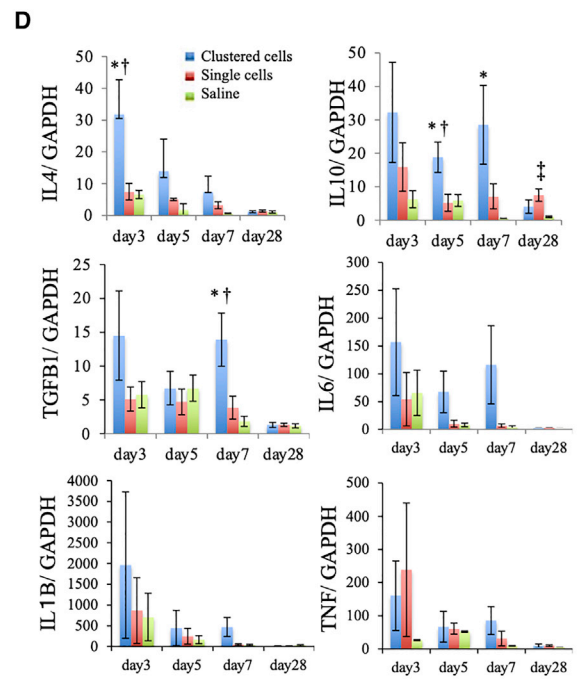 D
IL4/ GAPDH
50
40
30
20
10
0
*†
Clustered cells
Single cells
Saline
day3 day5 day7 day28
IL10/ GAPDH
50
40
30
20
10
0
*†
*
‡
day3 day5 day7 day28
TGFB1/ GAPDH
25
20
15
10
5
0
*†
day3 day5 day7 day28
IL6/ GAPDH
300
250
200
150
100
50
0
day3 day5 day7 day28
IL1B/ GAPDH
4000
3500
3000
2500
2000
1500
1000
500
0
day3 day5 day7 day28
TNF/ GAPDH
500
400
300
200
100
0
day3 day5 day7 day28